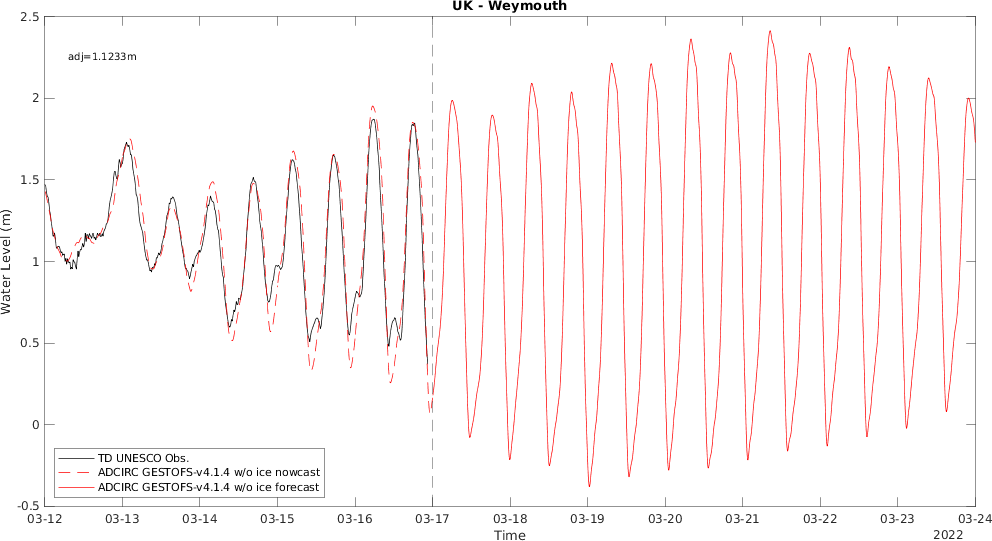 UK - Weymouth
2.5
adj=1.1233m
2
1.5
1
0.5
0
-0.5
Water Level (m)
TD UNESCO Obs.
ADCIRC GESTOFS-v4.1.4 w/o ice nowcast
ADCIRC GESTOFS-v4.1.4 w/o ice forecast
03-12 03-13 03-14 03-15 03-16 03-17 03-18 03-19 03-20 03-21 03-22 03-23 03-24
Time
2022